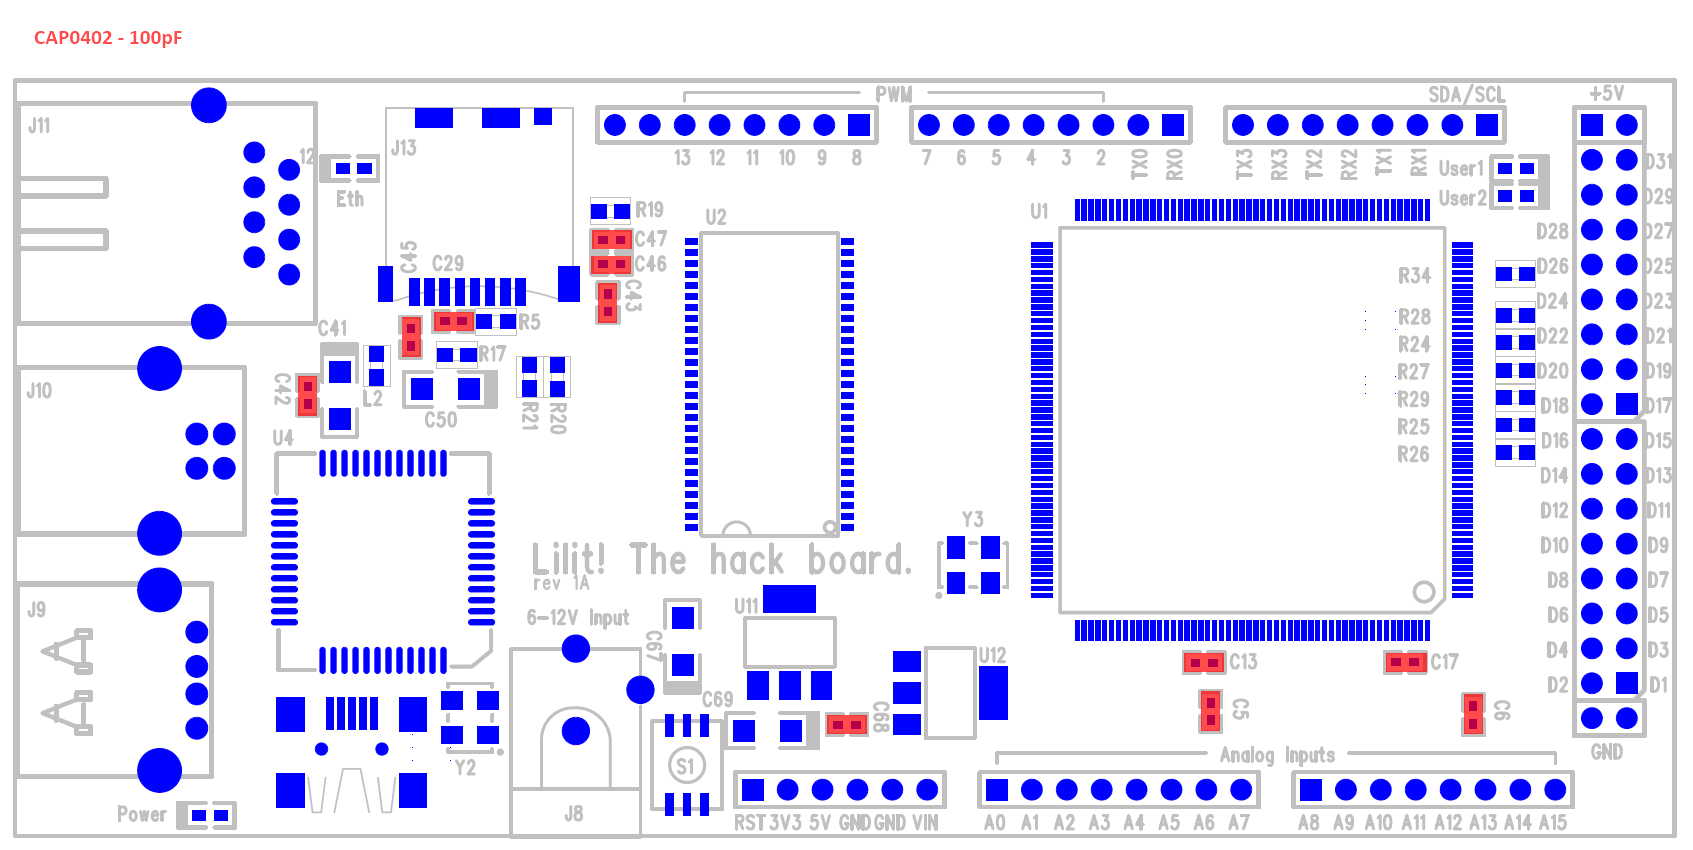 CAP0402 - 100pF
PWM
SDA/SCL
+5V
J11
12
J13
13 12 11 10 9 8
7 6 5 4 3 2 TX0 RX0
TX3 RX3 TX2 RX2 TX1 RX1
User1
D31
Eth
User2
D29
R19
U2
U1
C47
D28
D27
C45
C29
C46
D26
D25
R34
C43
D24
D23
C41
R5
R28
D22
D21
R17
R24
J10
C42
L2
R27
D20
D19
R29
D18
D17
C50
R21
R20
R25
U4
D16
D15
R26
D14
D13
D12
D11
Y3
Lilit! The hack board.
rev 1A
D10
D9
D8
D7
J9
U11
6-12V Input
D6
D5
C67
U12
D4
D3
C13
C17
D2
D1
C69
C68
C5
C6
Y2
S1
Analog Inputs
GND
Power
J8
RST 3V3 5V GND GND VIN
A0 A1 A2 A3 A4 A5 A6 A7
A8 A9 A10 A11 A12 A13 A14 A15